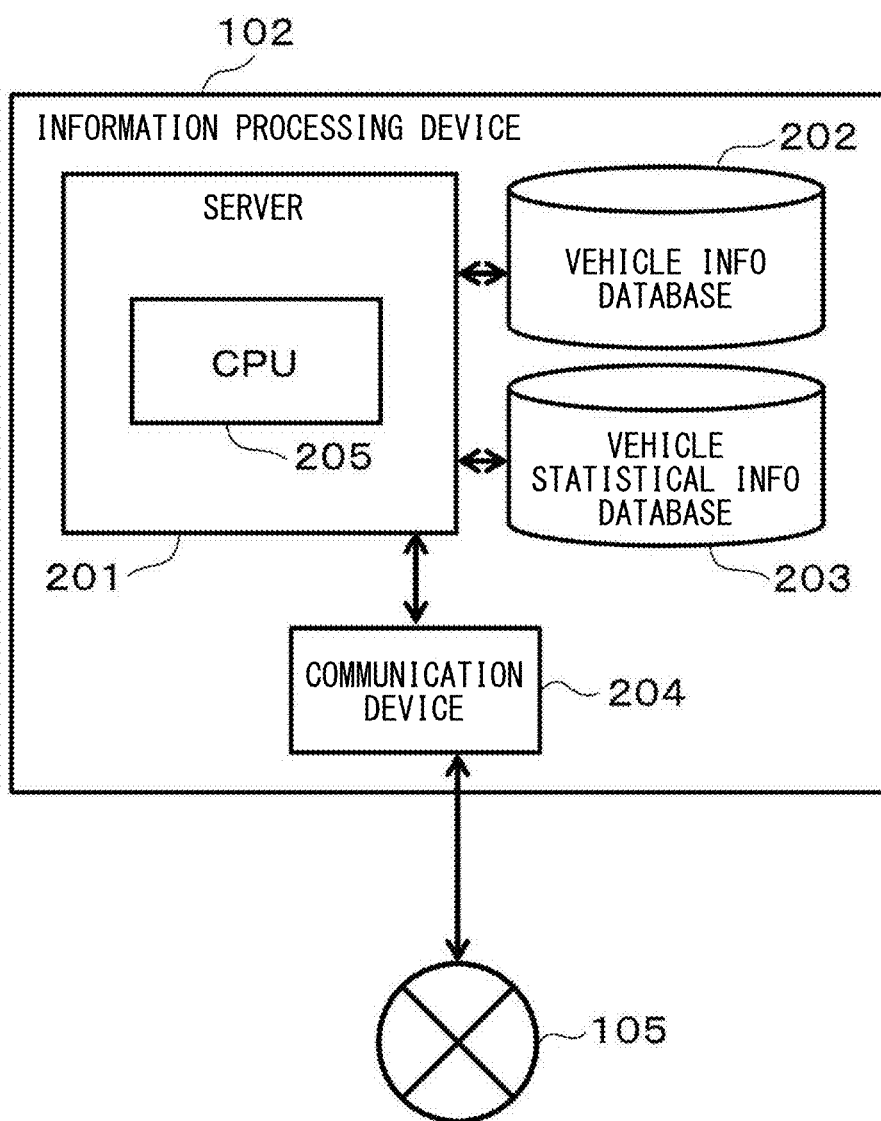 102
INFORMATION PROCESSING DEVICE
202
SERVER
VEHICLE INFO
DATABASE
CPU
205
VEHICLE
STATISTICAL INFO
DATABASE
201
203
COMMUNICATION
DEVICE
204
105